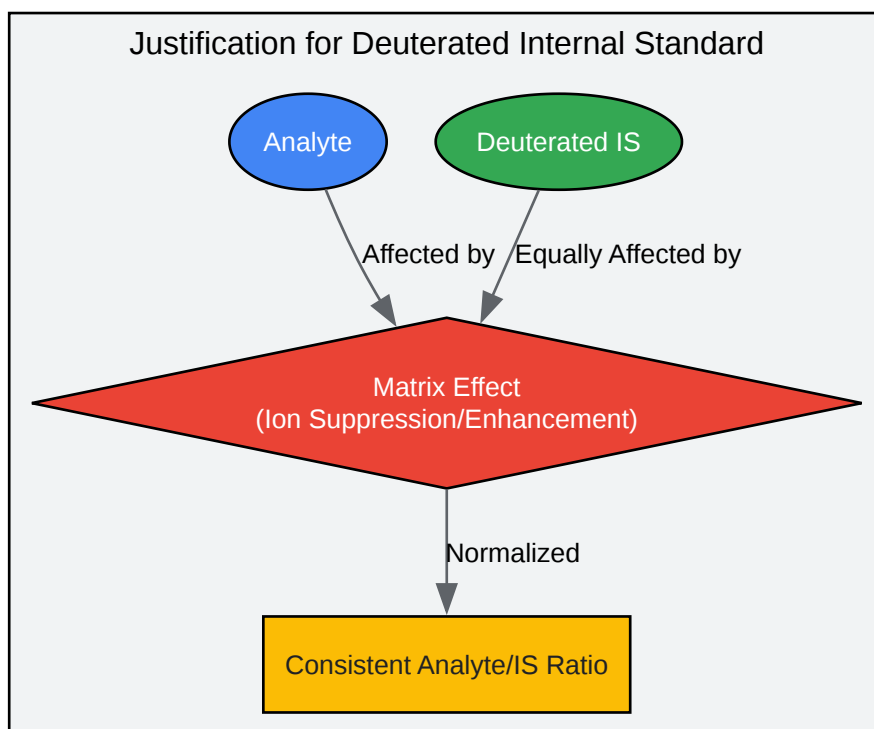 Justification for Deuterated Internal Standard
Analyte
Deuterated IS
Affected by
Equally Affected by
Matrix Effect
(Ion Suppression/Enhancement)
Normalized
Consistent Analyte/IS Ratio